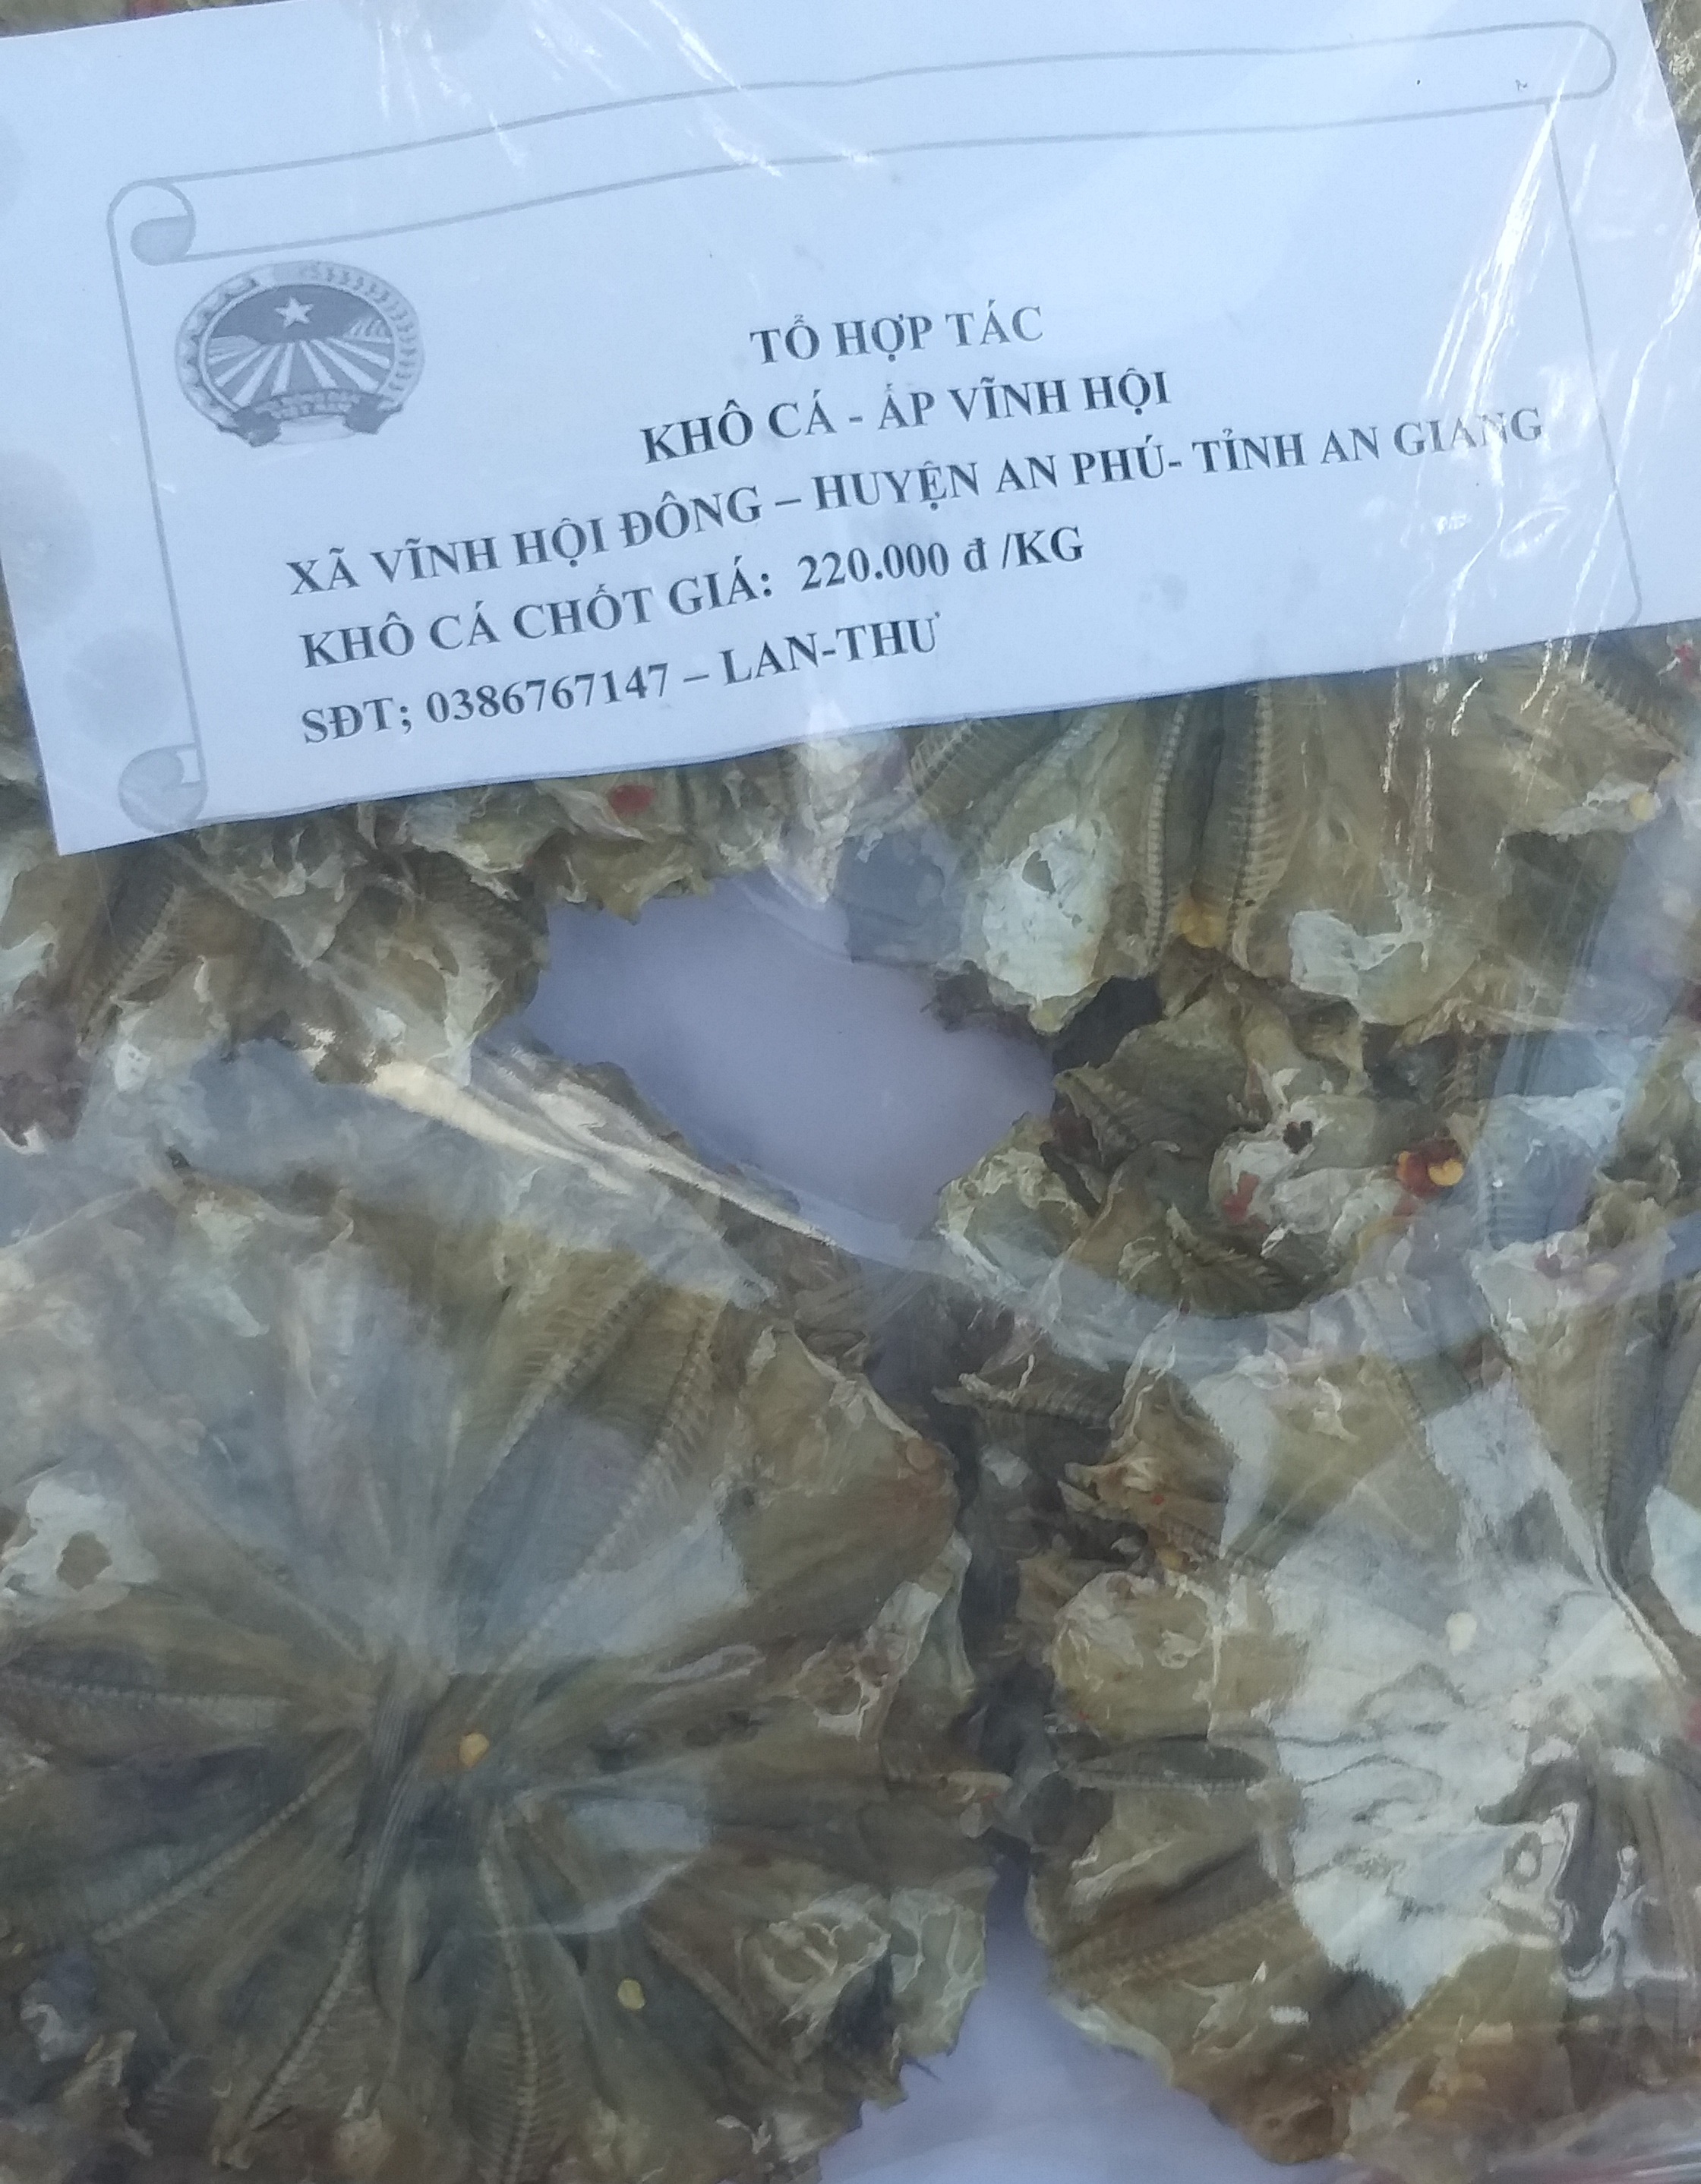 TỔ HỢP TÁC
KHÔ CÁ - ẤP VĨNH HỘI
XÃ VĨNH HỘI ĐÔNG – HUYỆN AN PHÚ- TỈNH AN GIANG
KHÔ CÁ CHỐT GIÁ: 220.000 đ /KG
SĐT; 0386767147 – LAN-THƯ